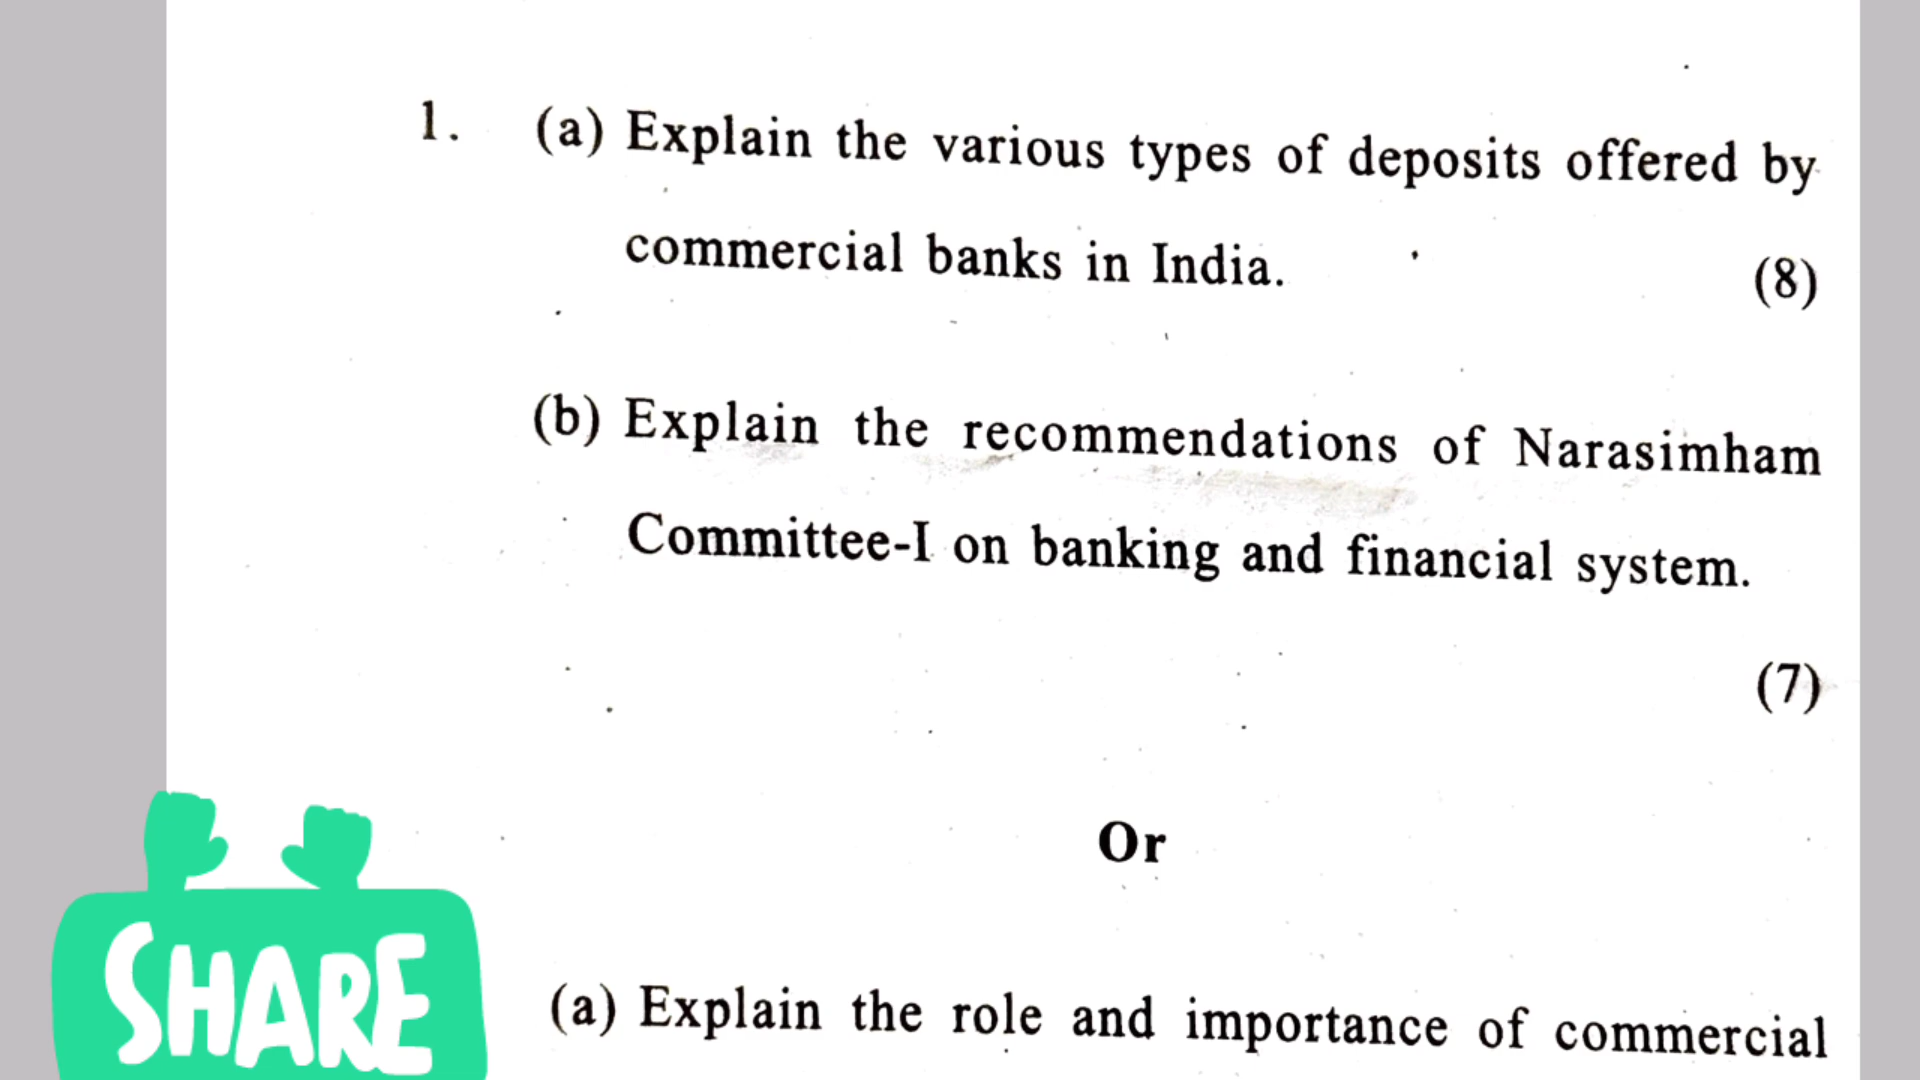 1. (a) Explain the various types of deposits offered by
commercial banks in India. (8)
(b) Explain the recommendations of Narasimham
Committee-I on banking and financial system.
(7)
Or
(a) Explain the role and importance of commercial
SHARE